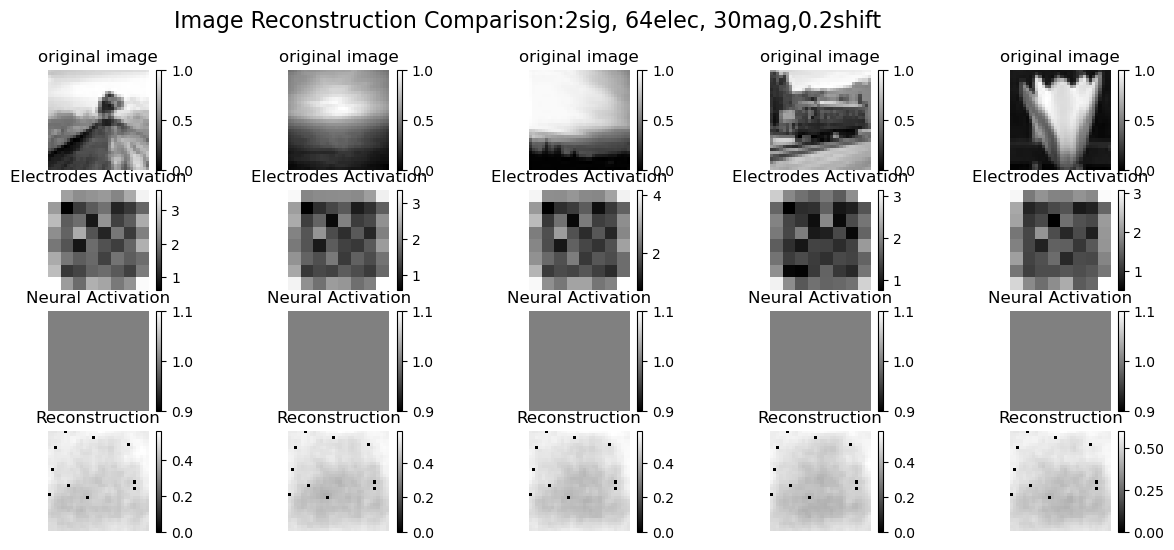 Image Reconstruction Comparison:2sig, 64elec, 30mag,0.2shift
original image original image original image original image original image
1.0 1.0 1.0 1.0 1.0
0.5 0.5 0.5 0.5 0.5
0.0 0.0 0.0 0.0 0.0
Electrodes Activation Electrodes Activation Electrodes Activation Electrodes Activation Electrodes Activation
3 3 4 3 3
2 2 2 2 2
1 1 1 1
Neural Activation Neural Activation Neural Activation Neural Activation Neural Activation
1.1 1.1 1.1 1.1 1.1
1.0 1.0 1.0 1.0 1.0
0.9 0.9 0.9 0.9 0.9
Reconstruction Reconstruction Reconstruction Reconstruction Reconstruction
0.4 0.4 0.4 0.4 0.50
0.2 0.2 0.2 0.2 0.25
0.0 0.0 0.0 0.0 0.00